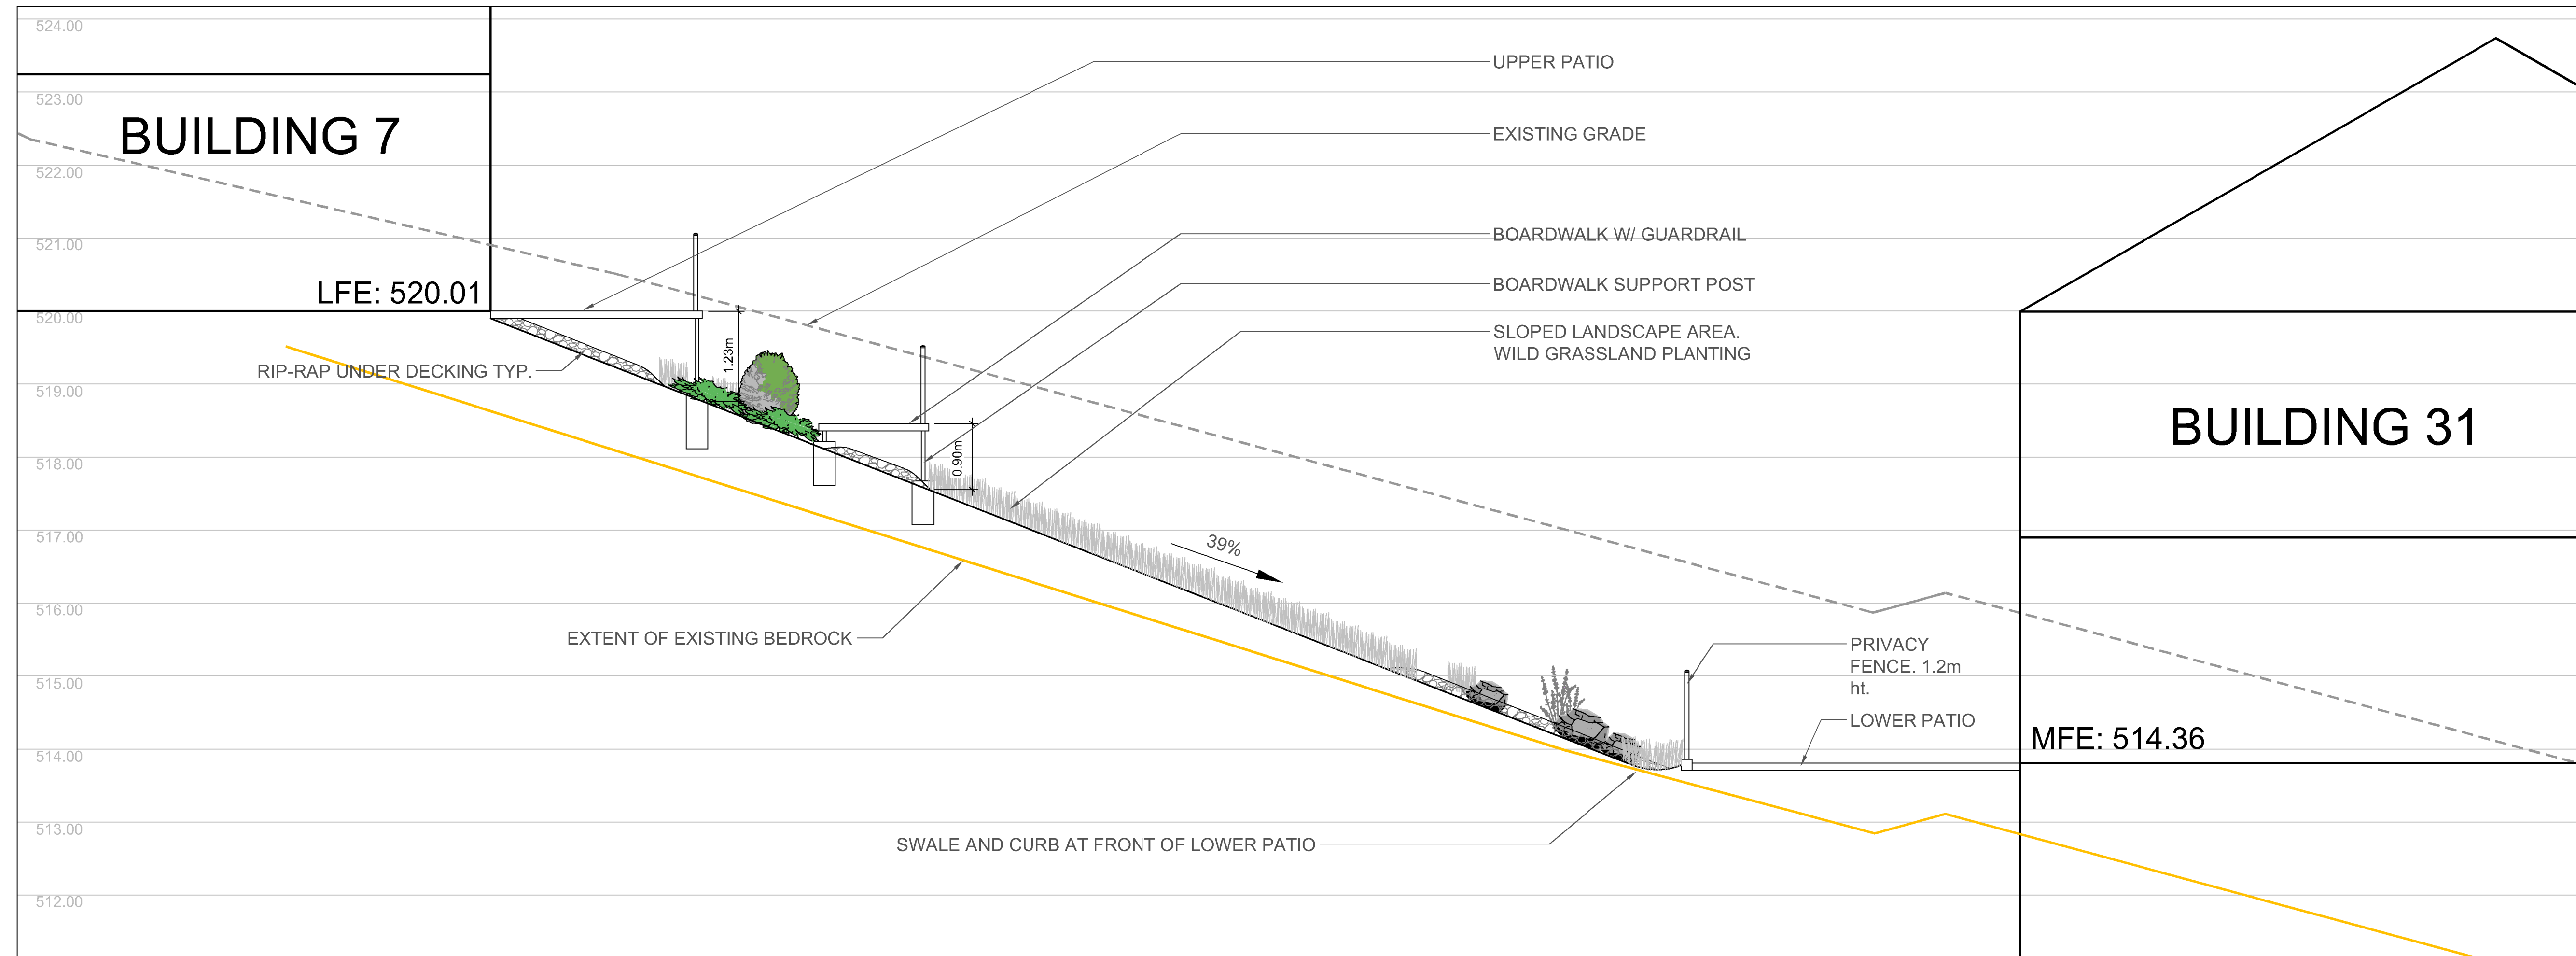 524.00
UPPER PATIO
523.00
BUILDING 7
EXISTING GRADE
522.00
521.00
BOARDWALK W/ GUARDRAIL
LFE: 520.01
BOARDWALK SUPPORT POST
520.00
SLOPED LANDSCAPE AREA.
WILD GRASSLAND PLANTING
1.23m
RIP-RAP UNDER DECKING TYP.
519.00
BUILDING 31
518.00
0.90m
517.00
39%
516.00
EXTENT OF EXISTING BEDROCK
PRIVACY
FENCE. 1.2m
ht.
515.00
LOWER PATIO
MFE: 514.36
514.00
513.00
SWALE AND CURB AT FRONT OF LOWER PATIO
512.00